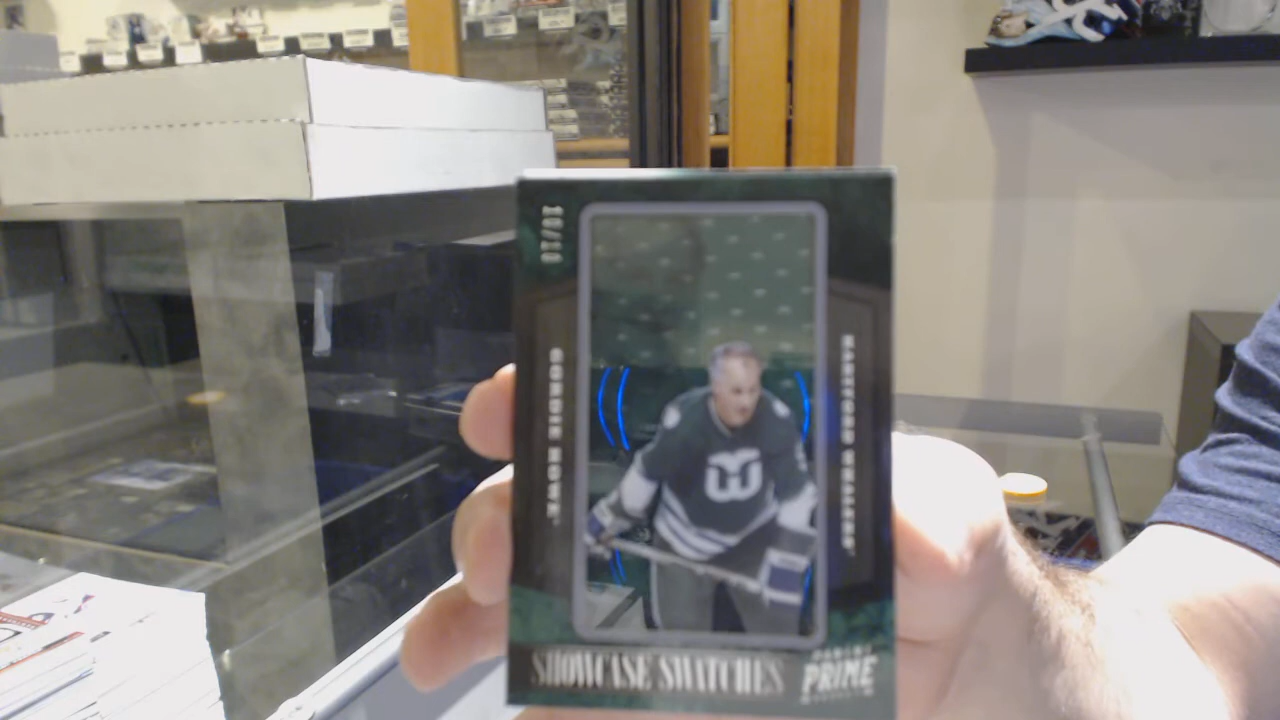 10/10
GORDIE HOWE
HARTFORD WHALERS
SHOWCASE SWATCHES
PANINI
PRIME